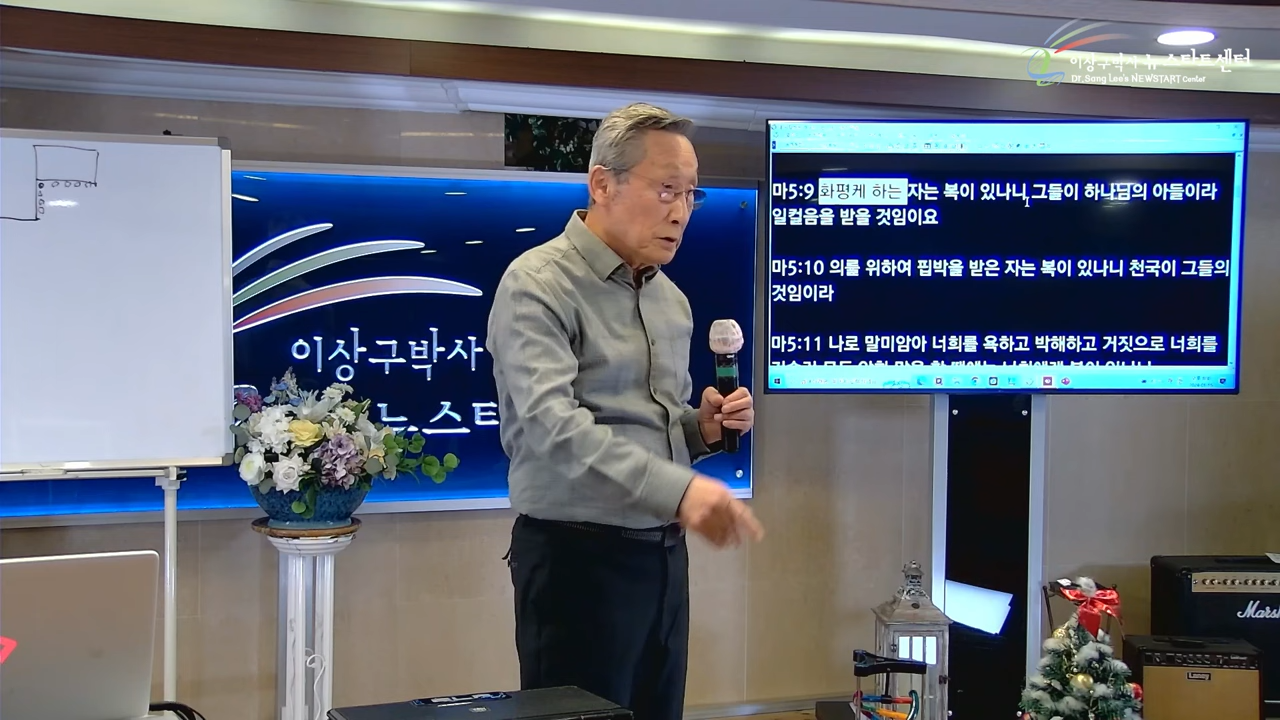 이상구박사 뉴스타트센터
Dr. Sang Lee's NEWSTART Center
마5:9 화평케 하는 자는 복이 있나니 그들이 하나님의 아들이라
일컬음을 받을 것임이요
마5:10 의를 위하여 핍박을 받은 자는 복이 있나니 천국이 그들의
것임이라
마5:11 나로 말미암아 너희를 욕하고 박해하고 거짓으로 너희를
이상구박사
뉴스타
Mars
Laney